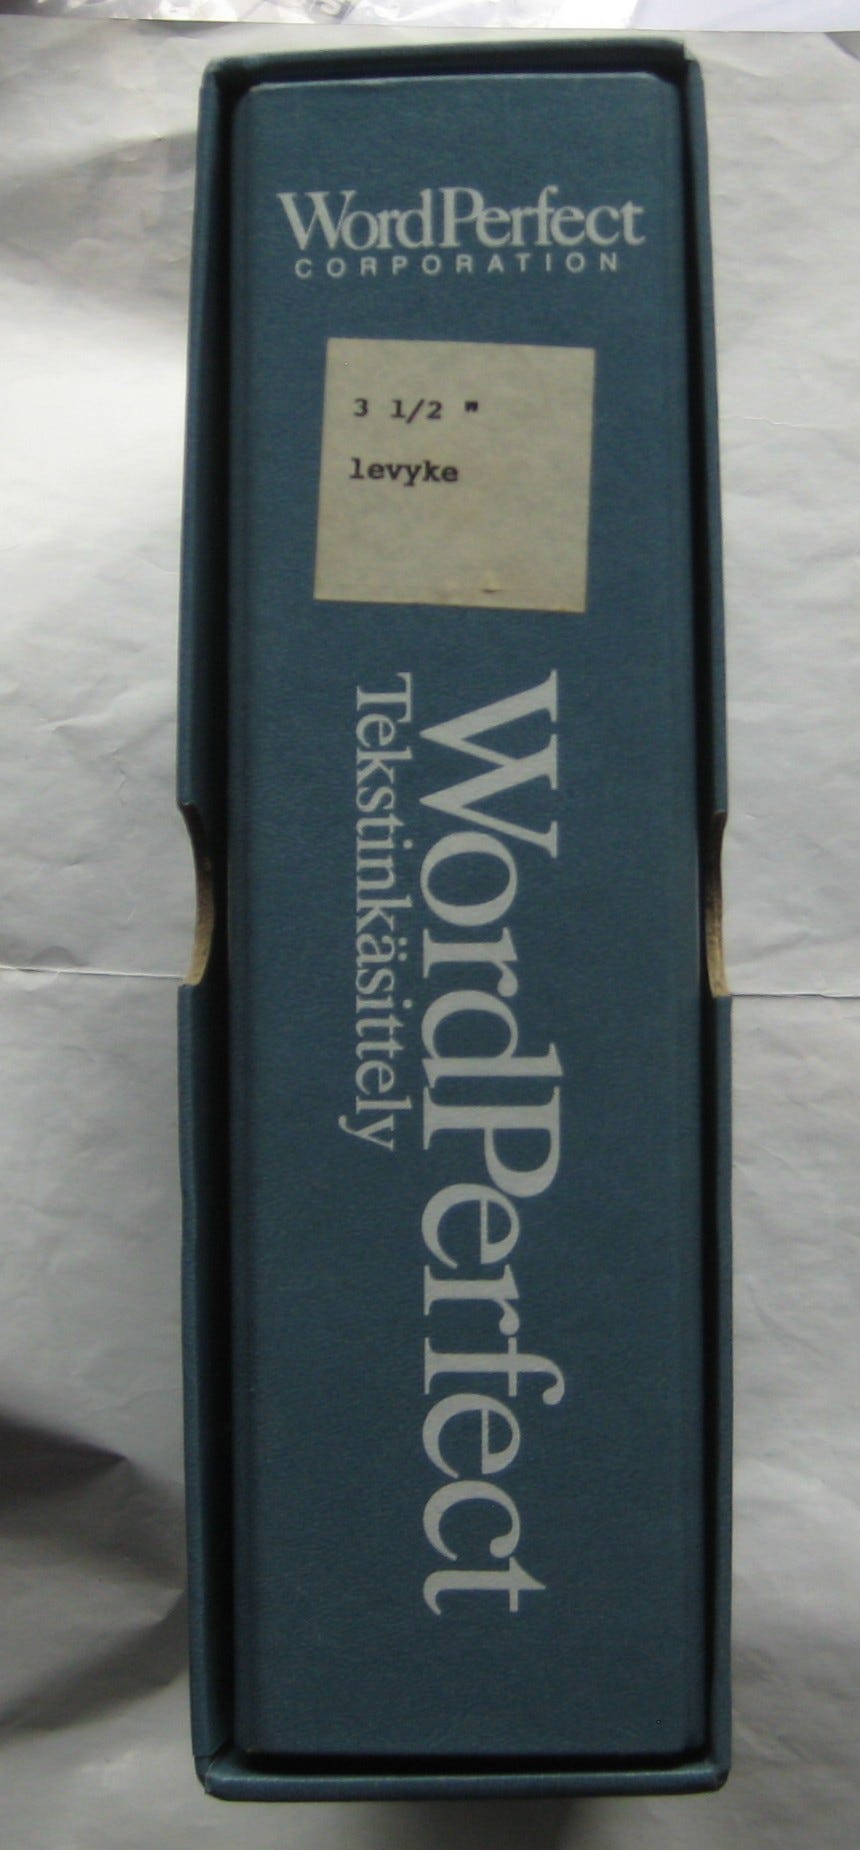 WordPerfect
CORPORATION
3 1/2 "
levyke
WordPerfect
Tekstinkäsittely